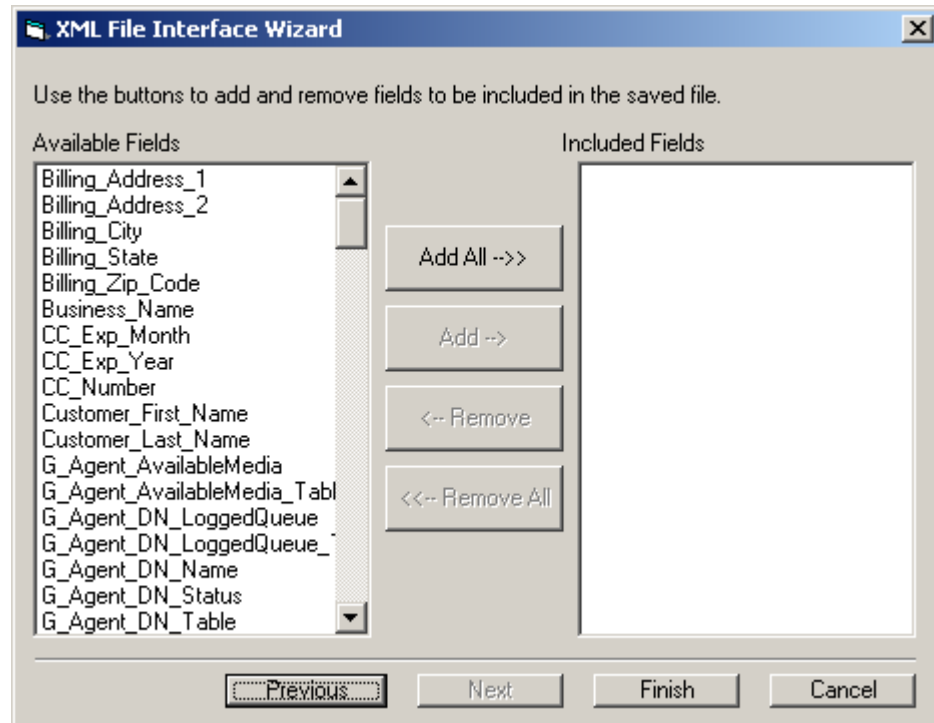 XML File Interface Wizard
Use the buttons to add and remove fields to be included in the saved file.
Available Fields
Included Fields
Billing_Address_1
Billing_Address_2
Billing_City
Billing_State
Billing_Zip_Code
Business_Name
CC_Exp_Month
CC_Exp_Year
CC_Number
Customer_First_Name
Customer_Last_Name
G_Agent_AvailableMedia
G_Agent_AvailableMedia_Tabl
G_Agent_DN_LoggedQueue
G_Agent_DN_LoggedQueue_
G_Agent_DN_Name
G_Agent_DN_Status
G_Agent_DN_Table
Add All -->>
Add -->
<-- Remove
<<-- Remove All
Previous
Next
Finish
Cancel